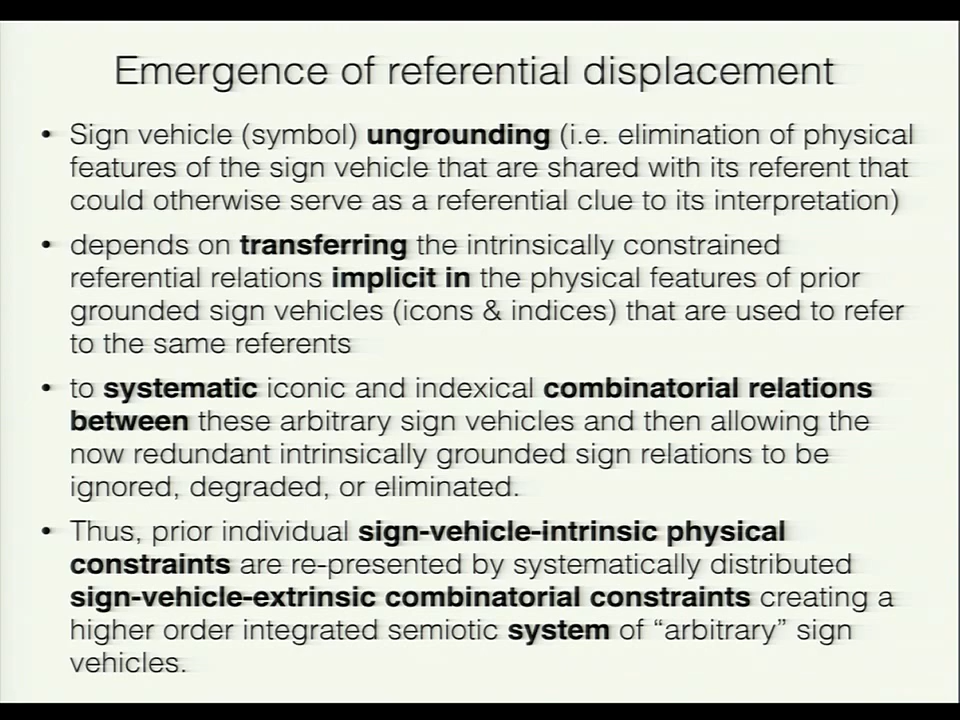 Emergence of referential displacement
• Sign vehicle (symbol) ungrounding (i.e. elimination of physical
features of the sign vehicle that are shared with its referent that
could otherwise serve as a referential clue to its interpretation)
• depends on transferring the intrinsically constrained
referential relations implicit in the physical features of prior
grounded sign vehicles (icons & indices) that are used to refer
to the same referents
• to systematic iconic and indexical combinatorial relations
between these arbitrary sign vehicles and then allowing the
now redundant intrinsically grounded sign relations to be
ignored, degraded, or eliminated.
• Thus, prior individual sign-vehicle-intrinsic physical
constraints are re-presented by systematically distributed
sign-vehicle-extrinsic combinatorial constraints creating a
higher order integrated semiotic system of “arbitrary” sign
vehicles.